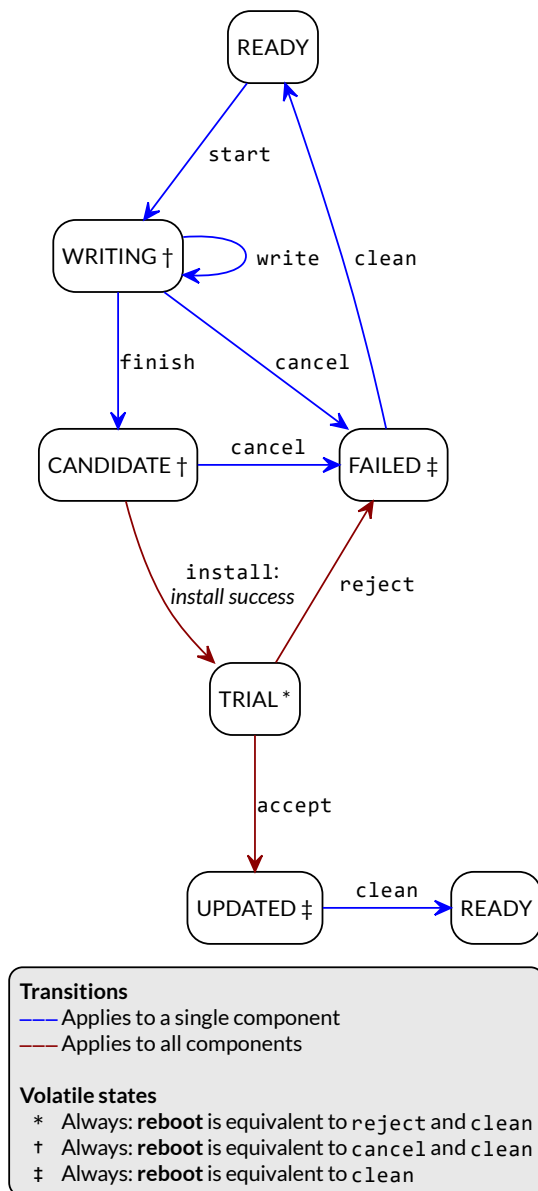 READY
start
WRITING †
write
clean
finish
cancel
CANDIDATE †
cancel
FAILED ‡
install:
install success
reject
TRIAL *
accept
UPDATED ‡
clean
READY
Transitions
——— Applies to a single component
——— Applies to all components
Volatile states
* Always: reboot is equivalent to reject and clean
† Always: reboot is equivalent to cancel and clean
‡ Always: reboot is equivalent to clean